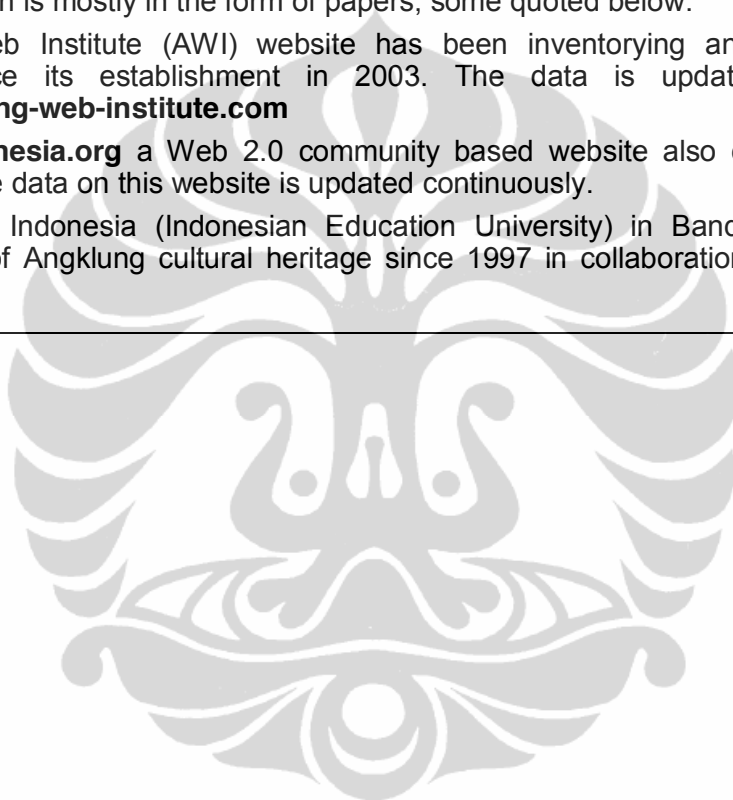 n is mostly in the form of papers, some quoted below.
eb Institute (AWI) website has been inventorying an
ce its establishment in 2003. The data is updat
ng-web-institute.com
nesia.org a Web 2.0 community based website also
e data on this website is updated continuously.
Indonesia (Indonesian Education University) in Band
of Angklung cultural heritage since 1997 in collaboration